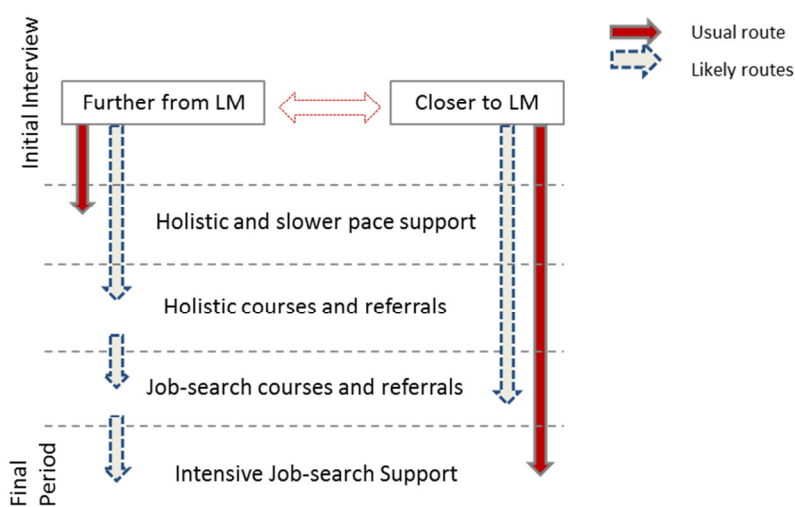 Initial Interview
Usual route
Likely routes
Further from LM
Closer to LM
Holistic and slower pace support
Holistic courses and referrals
Job-search courses and referrals
Intensive Job-search Support
Final
Period